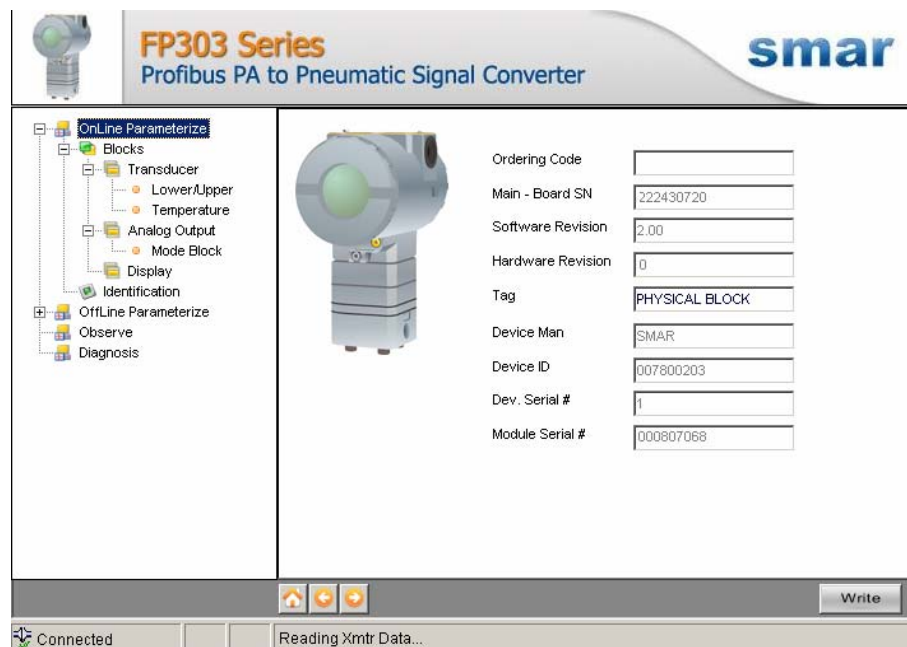 FP303 Series
Profibus PA to Pneumatic Signal Converter
smar
OnLine Parameterize
Blocks
Transducer
Lower/Upper
Temperature
Analog Output
Mode Block
Display
Identification
OffLine Parameterize
Observe
Diagnosis
Ordering Code
Main - Board SN 222430720
Software Revision 2.00
Hardware Revision 0
Tag PHYSICAL BLOCK
Device Man SMAR
Device ID 007800203
Dev. Serial # 1
Module Serial # 000807068
Write
Connected
Reading Xmtr Data...